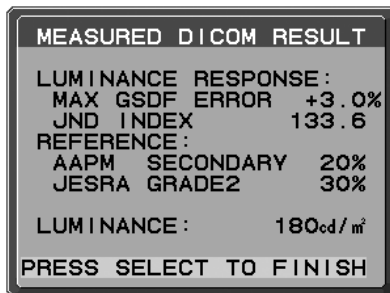 MEASURED DICOM RESULT
LUMINANCE RESPONSE:
MAX GSDF ERROR +3.0%
JND INDEX 133.6
REFERENCE:
AAPM SECONDARY 20%
JESRA GRADE2 30%
LUMINANCE: 180cd/㎡
PRESS SELECT TO FINISH